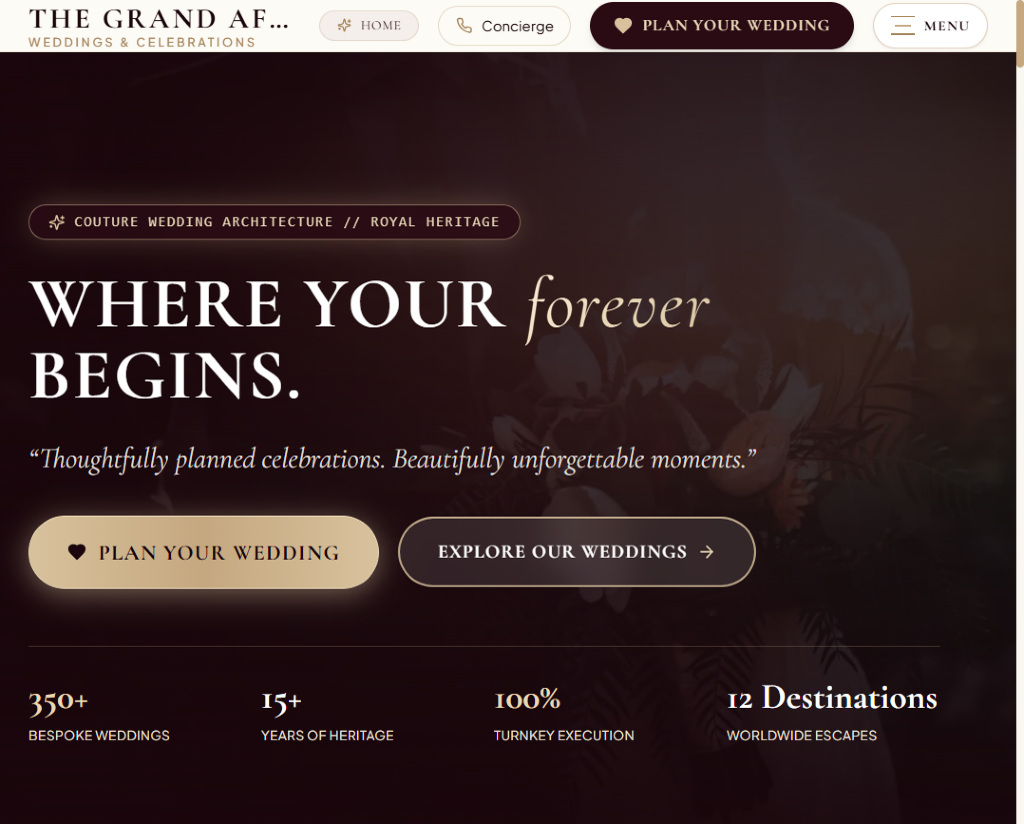 THE GRAND AF...
WEDDINGS & CELEBRATIONS
HOME
Concierge
PLAN YOUR WEDDING
MENU
COUTURE WEDDING ARCHITECTURE // ROYAL HERITAGE
WHERE YOUR forever
BEGINS.
“Thoughtfully planned celebrations. Beautifully unforgettable moments.”
PLAN YOUR WEDDING
EXPLORE OUR WEDDINGS →
350+
BESPOKE WEDDINGS
15+
YEARS OF HERITAGE
100%
TURNKEY EXECUTION
12 Destinations
WORLDWIDE ESCAPES